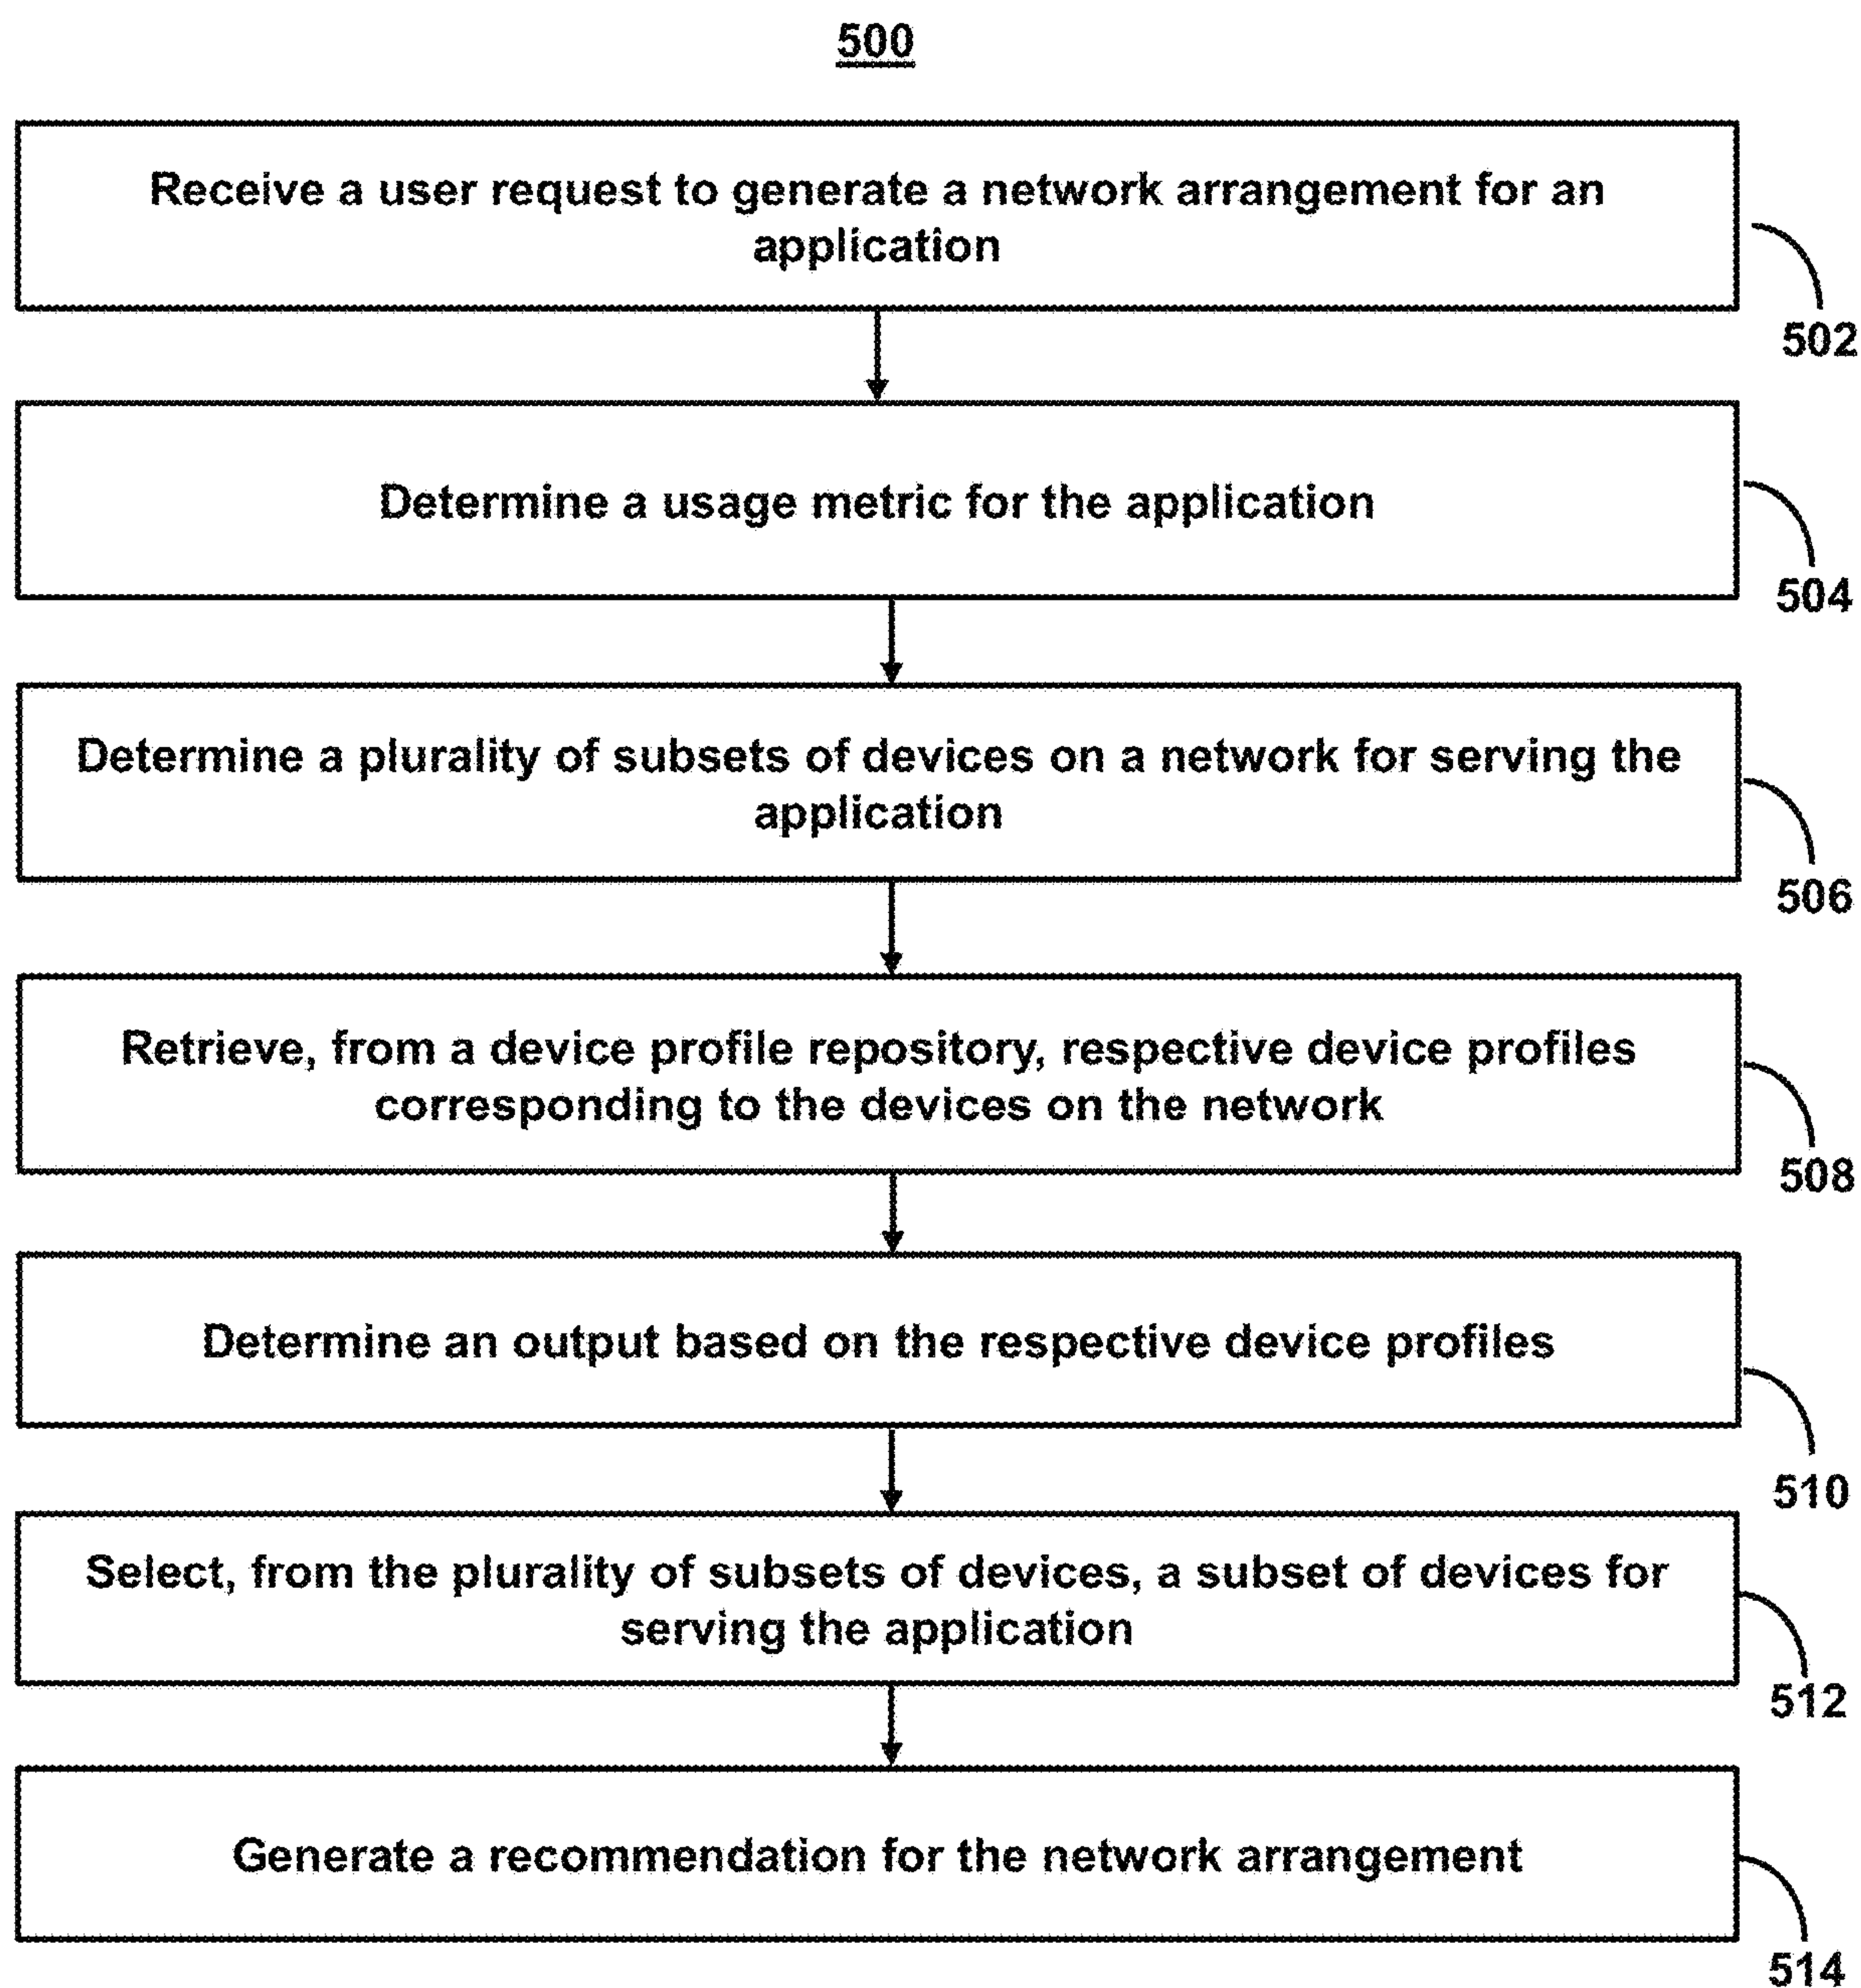 500
Receive a user request to generate a network arrangement for an
application
502
Determine a usage metric for the application
504
Determine a plurality of subsets of devices on a network for serving the
application
506
Retrieve, from a device profile repository, respective device profiles
corresponding to the devices on the network
508
Determine an output based on the respective device profiles
510
Select, from the plurality of subsets of devices, a subset of devices for
serving the application
512
Generate a recommendation for the network arrangement
514